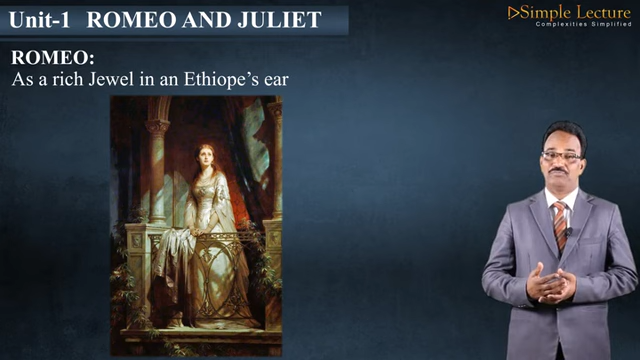 Unit-1 ROMEO AND JULIET
Simple Lecture
Complexities Simplified
ROMEO:
As a rich Jewel in an Ethiope's ear